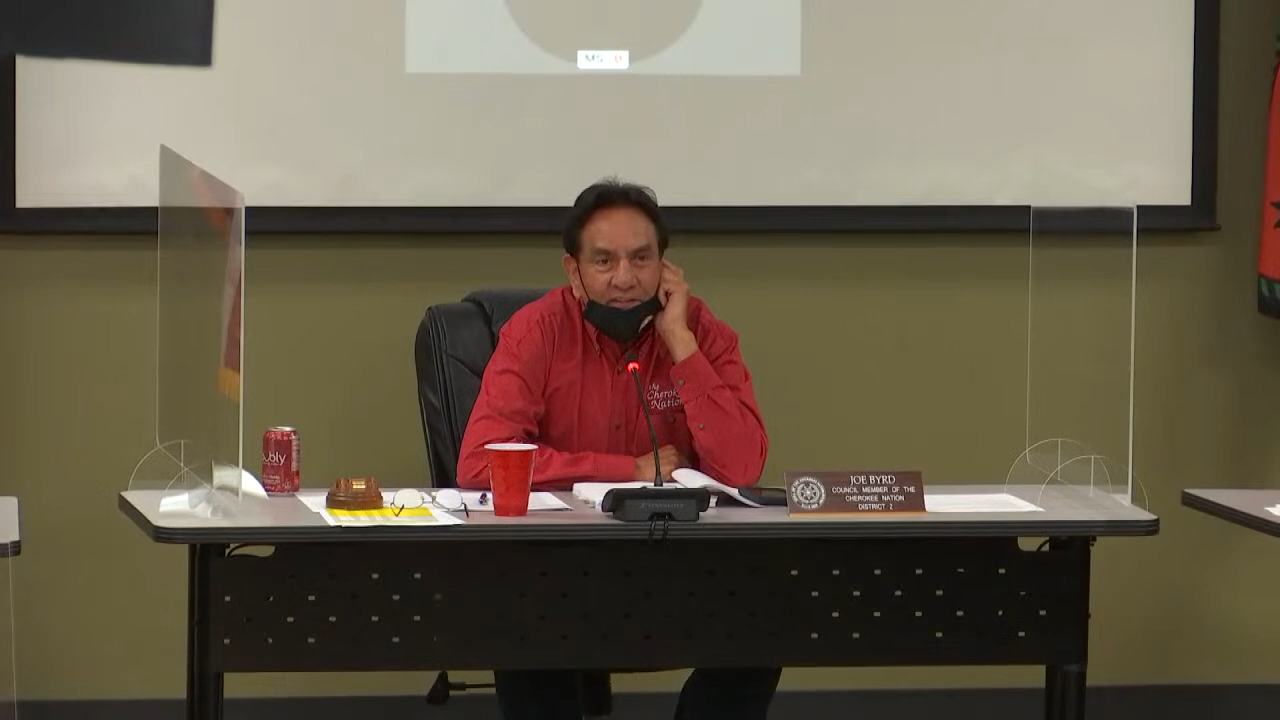 the
Cherokee
Nation
bubly
JOE BYRD
COUNCIL MEMBER OF THE
CHEROKEE NATION
DISTRICT 2